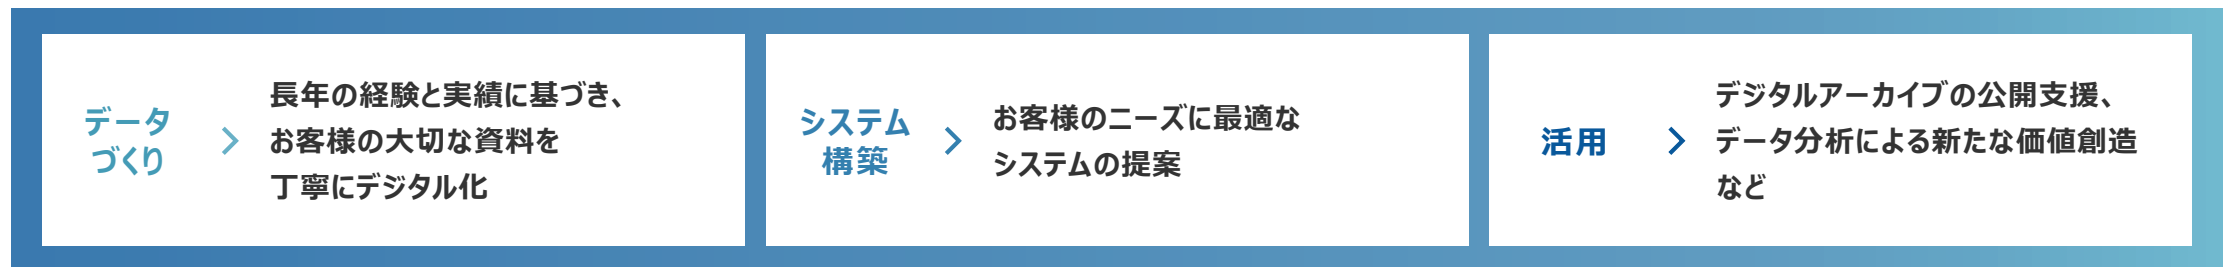 データ
づくり
長年の経験と実績に基づき、
お客様の大切な資料を
丁寧にデジタル化
システム
構築
お客様のニーズに最適な
システムの提案
活用
デジタルアーカイブの公開支援、
データ分析による新たな価値創造
など